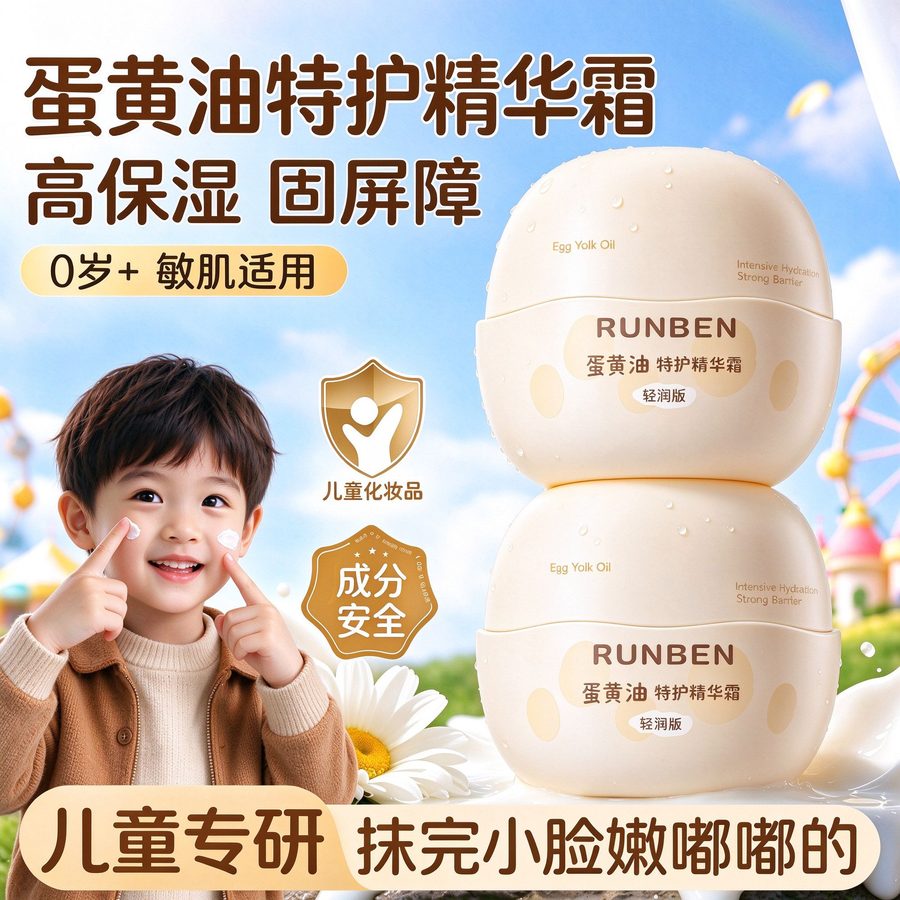 蛋黄油特护精华霜
高保湿 固屏障
0岁+ 敏肌适用
Egg Yolk Oil
Intensive Hydration
Strong Barrier
RUNBEN
蛋黄油 特护精华霜
轻润版
儿童化妆品
成分
安全
Egg Yolk Oil
Intensive Hydration
Strong Barrier
RUNBEN
蛋黄油 特护精华霜
轻润版
儿童专研 抹完小脸嫩嘟嘟的